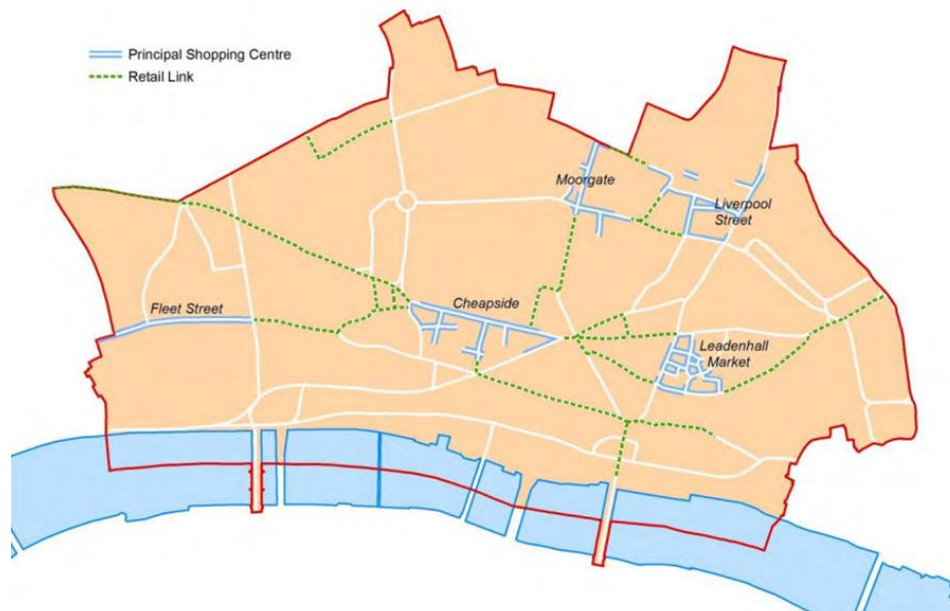 Principal Shopping Centre
Retail Link
Moorgate
Liverpool
Street
Fleet Street
Cheapside
Leadenhall
Market